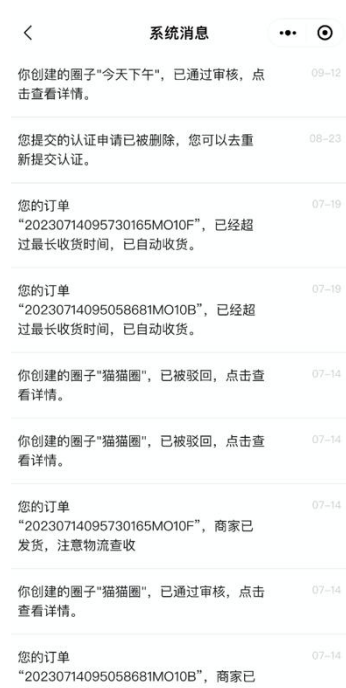 系统消息
你创建的圈子"今天下午"，已通过审核，点
击查看详情。
09-12
您提交的认证申请已被删除，您可以去重
新提交认证。
08-23
您的订单
“20230714095730165MO10F”，已经超
过最长收货时间，已自动收货。
07-19
您的订单
“20230714095058681MO10B”，已经超
过最长收货时间，已自动收货。
07-19
你创建的圈子"猫猫圈"，已被驳回，点击查
看详情。
07-14
你创建的圈子"猫猫圈"，已被驳回，点击查
看详情。
07-14
您的订单
“20230714095730165MO10F”，商家已
发货，注意物流查收
07-14
你创建的圈子"猫猫圈"，已通过审核，点击
查看详情。
07-14
您的订单
“20230714095058681MO10B”，商家已
07-14